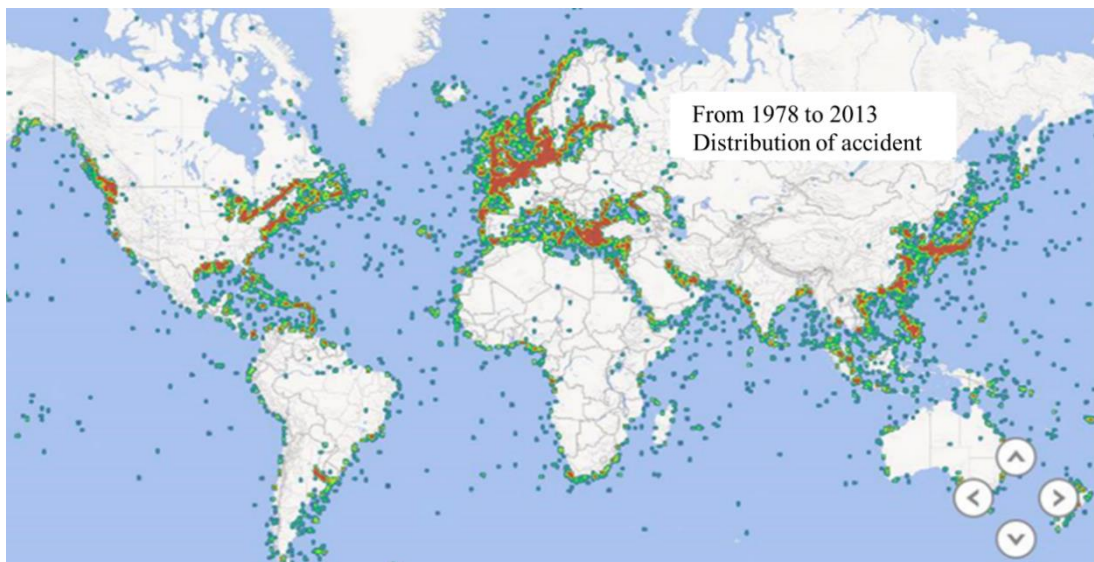 From 1978 to 2013
Distribution of accident